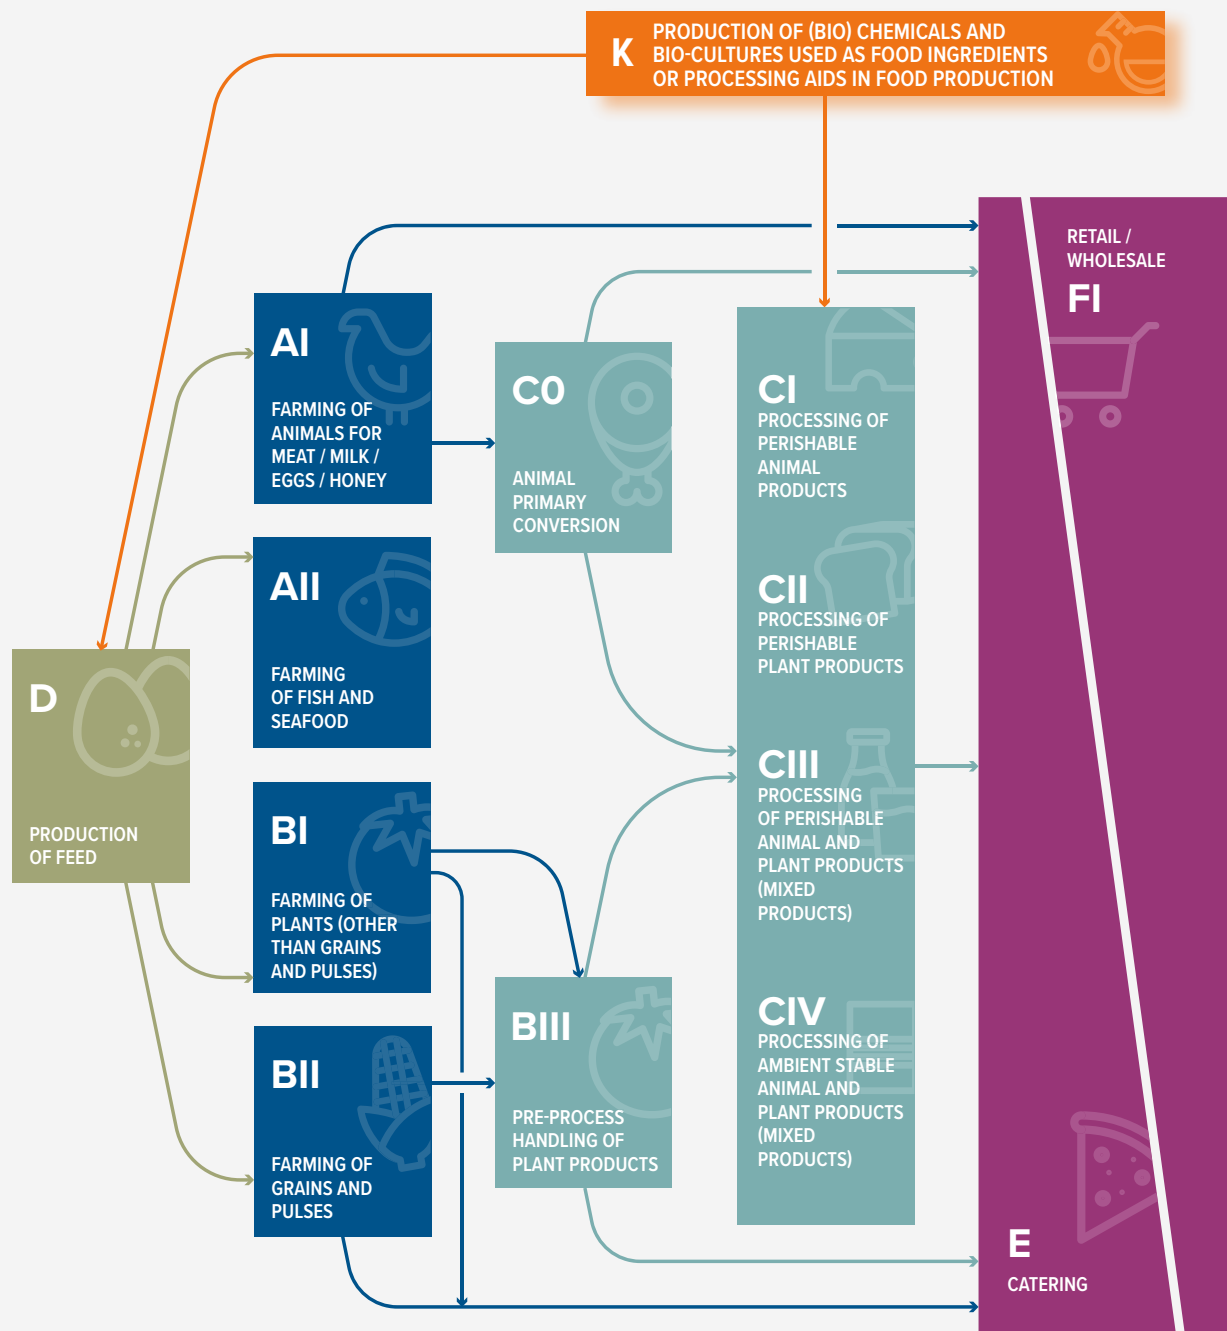 K
PRODUCTION OF (BIO) CHEMICALS AND
BIO-CULTURES USED AS FOOD INGREDIENTS
OR PROCESSING AIDS IN FOOD PRODUCTION
RETAIL /
WHOLESALE
FI
AI
FARMING OF
ANIMALS FOR
MEAT / MILK /
EGGS / HONEY
C0
ANIMAL
PRIMARY
CONVERSION
CI
PROCESSING OF
PERISHABLE
ANIMAL
PRODUCTS
AII
FARMING
OF FISH AND
SEAFOOD
CII
PROCESSING OF
PERISHABLE
PLANT PRODUCTS
D
PRODUCTION
OF FEED
BI
FARMING OF
PLANTS (OTHER
THAN GRAINS
AND PULSES)
CIII
PROCESSING
OF PERISHABLE
ANIMAL AND
PLANT PRODUCTS
(MIXED
PRODUCTS)
BII
FARMING OF
GRAINS AND
PULSES
BIII
PRE-PROCESS
HANDLING OF
PLANT PRODUCTS
CIV
PROCESSING OF
AMBIENT STABLE
ANIMAL AND
PLANT PRODUCTS
(MIXED
PRODUCTS)
E
CATERING